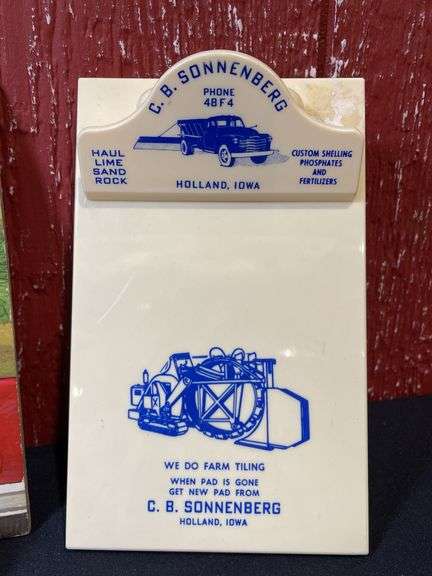 C. B. SONNENBERG
PHONE
48F4
HAUL
LIME
SAND
ROCK
CUSTOM SHELLING
PHOSPHATES
AND
FERTILIZERS
HOLLAND, IOWA
WE DO FARM TILING
WHEN PAD IS GONE
GET NEW PAD FROM
C. B. SONNENBERG
HOLLAND, IOWA